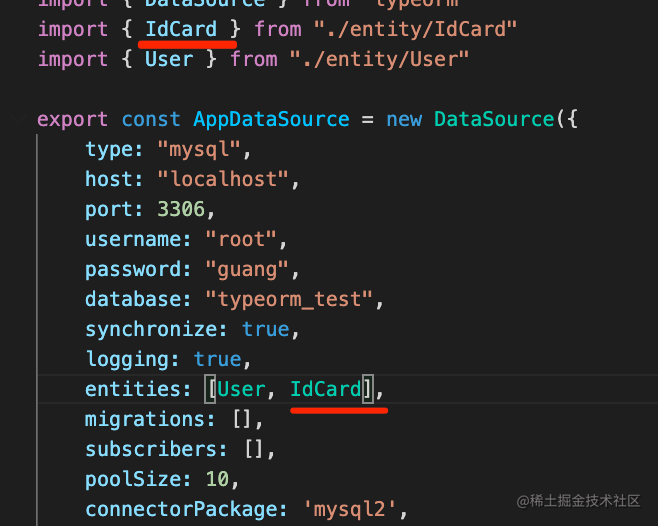 import { DataSource } from "typeorm"
import { IdCard } from "./entity/IdCard"
import { User } from "./entity/User"
export const AppDataSource = new DataSource({
type: "mysql",
host: "localhost",
port: 3306,
username: "root",
password: "guang",
database: "typeorm_test",
synchronize: true,
logging: true,
entities: [User, IdCard],
migrations: [],
subscribers: [],
poolSize: 10,
connectorPackage: 'mysql2',
@稀土掘金技术社区